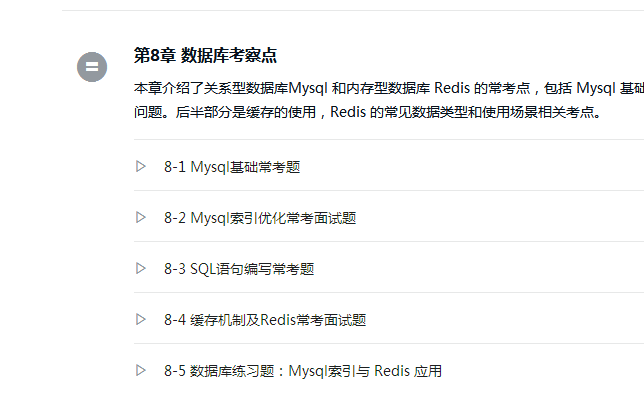 第8章 数据库考察点
本章介绍了关系型数据库Mysql 和内存型数据库 Redis 的常考点，包括 Mysql 基础
问题。后半部分是缓存的使用，Redis 的常见数据类型和使用场景相关考点。
8-1 Mysql基础常考题
8-2 Mysql索引优化常考面试题
8-3 SQL语句编写常考题
8-4 缓存机制及Redis常考面试题
8-5 数据库练习题：Mysql索引与 Redis 应用